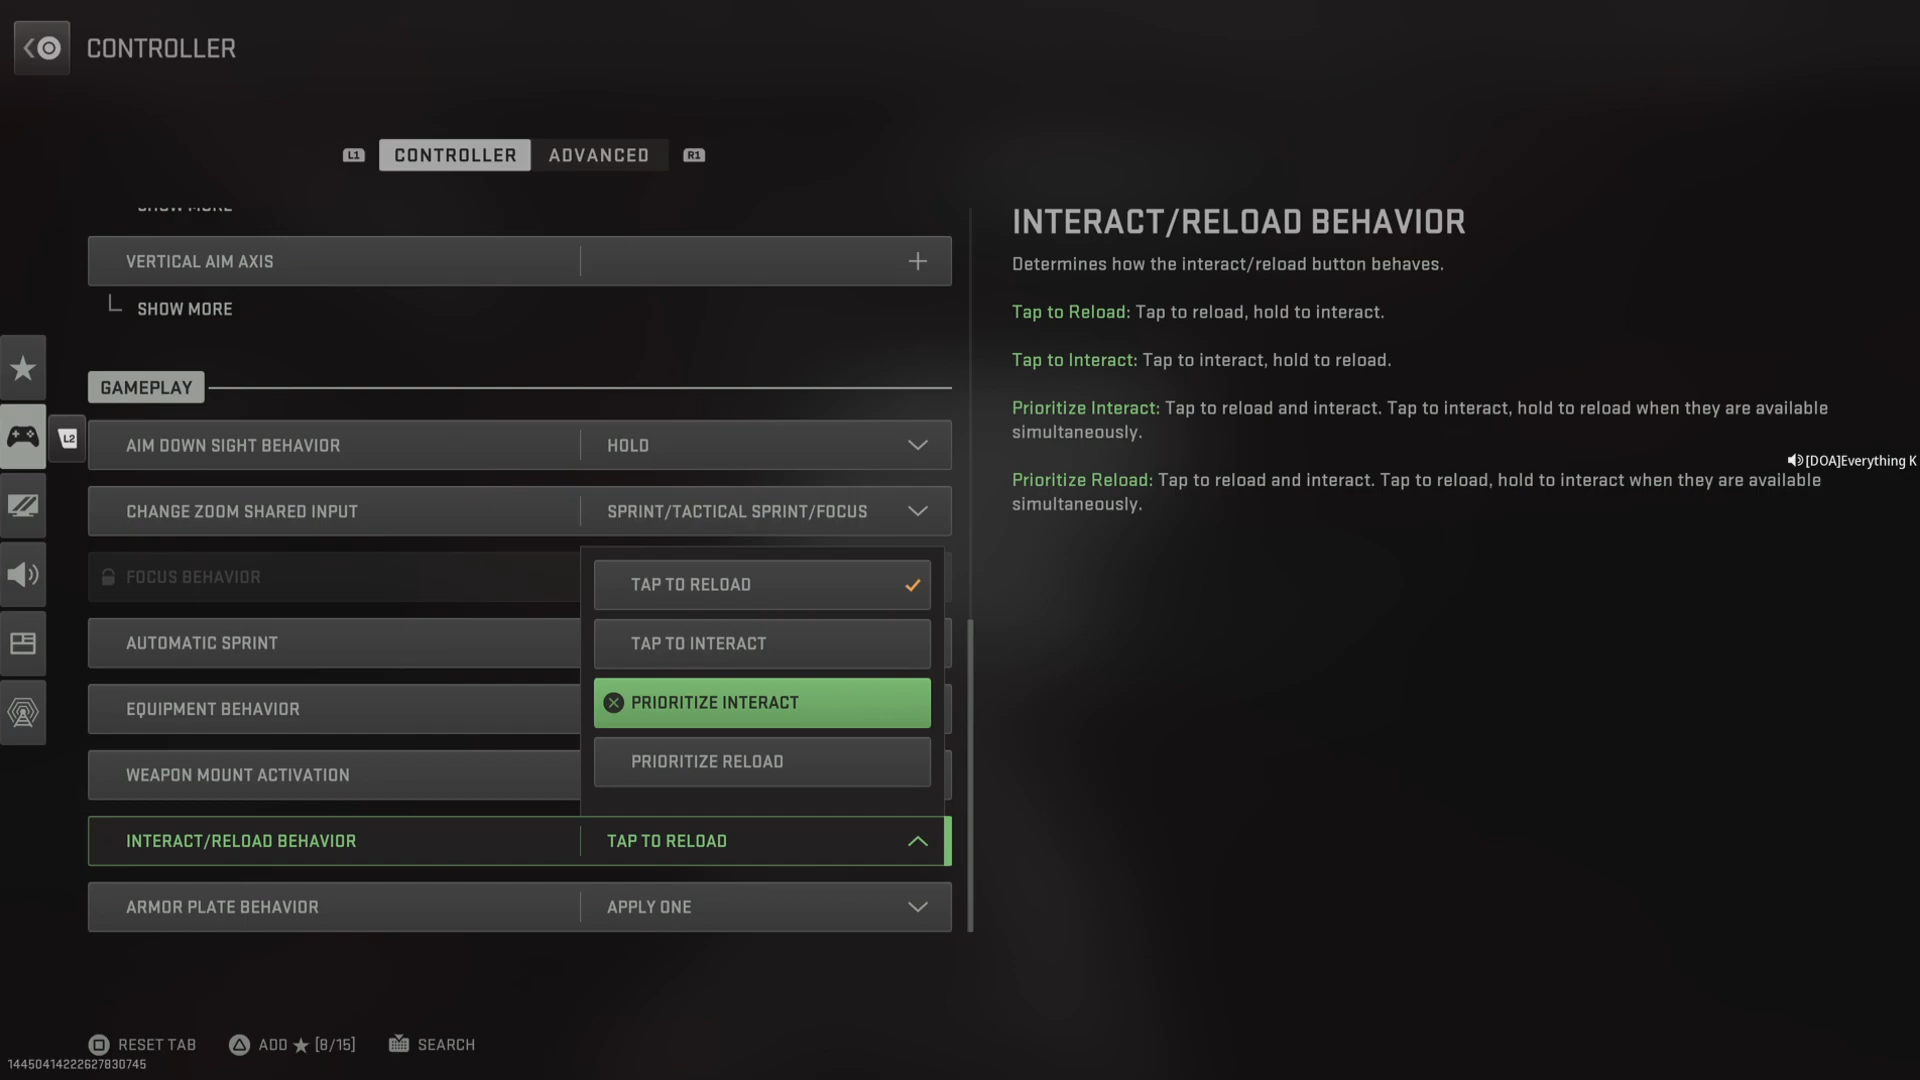 CONTROLLER
L1 CONTROLLER ADVANCED R1
SHOW MORE
VERTICAL AIM AXIS
SHOW MORE
GAMEPLAY
L2
AIM DOWN SIGHT BEHAVIOR HOLD
CHANGE ZOOM SHARED INPUT SPRINT/TACTICAL SPRINT/FOCUS
FOCUS BEHAVIOR
AUTOMATIC SPRINT
EQUIPMENT BEHAVIOR
WEAPON MOUNT ACTIVATION
TAP TO RELOAD
TAP TO INTERACT
PRIORITIZE INTERACT
PRIORITIZE RELOAD
INTERACT/RELOAD BEHAVIOR TAP TO RELOAD
ARMOR PLATE BEHAVIOR APPLY ONE
INTERACT/RELOAD BEHAVIOR
Determines how the interact/reload button behaves.
Tap to Reload: Tap to reload, hold to interact.
Tap to Interact: Tap to interact, hold to reload.
Prioritize Interact: Tap to reload and interact. Tap to interact, hold to reload when they are available
simultaneously.
[DOA]Everything K
Prioritize Reload: Tap to reload and interact. Tap to reload, hold to interact when they are available
simultaneously.
RESET TAB ADD ★ [8/15] SEARCH
14450414222627830745